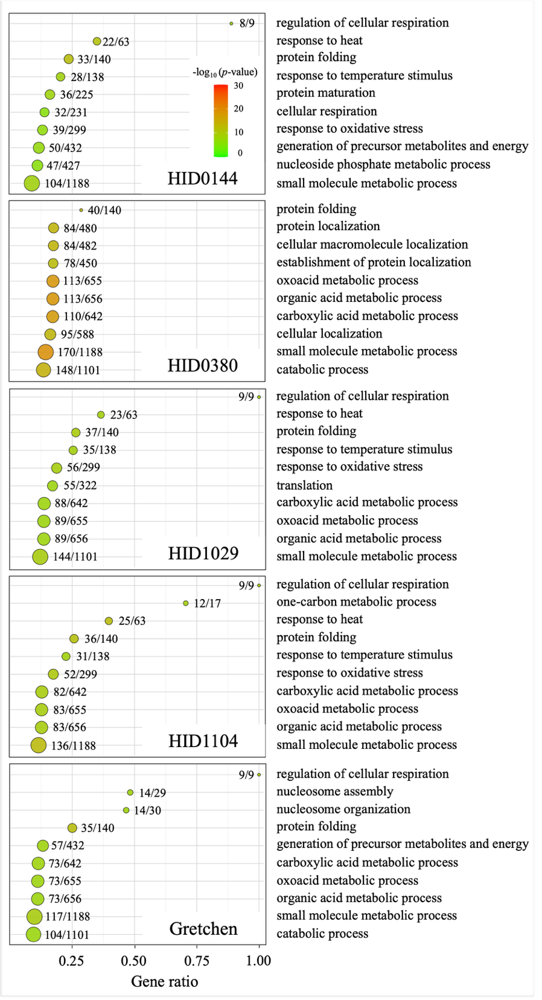 8/9 regulation of cellular respiration
22/63 response to heat
33/140 protein folding
28/138 response to temperature stimulus
36/225 protein maturation
32/231 cellular respiration
39/299 response to oxidative stress
50/432 generation of precursor metabolites and energy
47/427 nucleoside phosphate metabolic process
104/1188 small molecule metabolic process
-log10 (p-value)
30
20
10
0
HID0144
40/140 protein folding
84/480 protein localization
84/482 cellular macromolecule localization
78/450 establishment of protein localization
113/655 oxoacid metabolic process
113/656 organic acid metabolic process
110/642 carboxylic acid metabolic process
95/588 cellular localization
170/1188 small molecule metabolic process
148/1101 catabolic process
HID0380
9/9 regulation of cellular respiration
23/63 response to heat
37/140 protein folding
35/138 response to temperature stimulus
56/299 response to oxidative stress
55/322 translation
88/642 carboxylic acid metabolic process
89/655 oxoacid metabolic process
89/656 organic acid metabolic process
144/1101 small molecule metabolic process
HID1029
9/9 regulation of cellular respiration
12/17 one-carbon metabolic process
25/63 response to heat
36/140 protein folding
31/138 response to temperature stimulus
52/299 response to oxidative stress
82/642 carboxylic acid metabolic process
83/655 oxoacid metabolic process
83/656 organic acid metabolic process
136/1188 small molecule metabolic process
HID1104
9/9 regulation of cellular respiration
14/29 nucleosome assembly
14/30 nucleosome organization
35/140 protein folding
57/432 generation of precursor metabolites and energy
73/642 carboxylic acid metabolic process
73/655 oxoacid metabolic process
73/656 organic acid metabolic process
117/1188 small molecule metabolic process
104/1101 catabolic process
Gretchen
0.25 0.50 0.75 1.00
Gene ratio